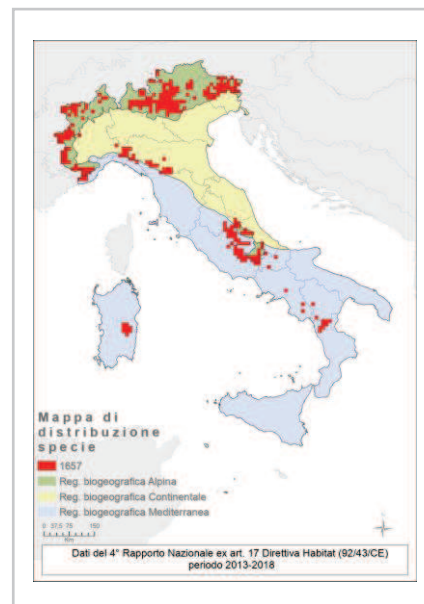 Mappa di
distribuzione
specie
1657
Reg. biogeografica Alpina
Reg. biogeografica Continentale
Reg. biogeografica Mediterranea
0 37,5 75 150
Km
Dati del 4° Rapporto Nazionale ex art. 17 Direttiva Habitat (92/43/CE)
periodo 2013-2018